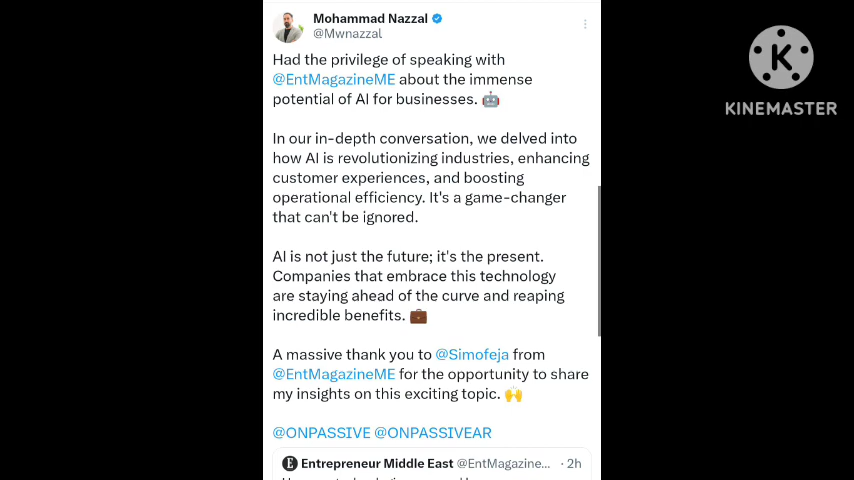 Mohammad Nazzal
@Mwnazzal
Had the privilege of speaking with
@EntMagazineME about the immense
potential of AI for businesses. 🤖
In our in-depth conversation, we delved into
how AI is revolutionizing industries, enhancing
customer experiences, and boosting
operational efficiency. It's a game-changer
that can't be ignored.
AI is not just the future; it's the present.
Companies that embrace this technology
are staying ahead of the curve and reaping
incredible benefits. 💼
A massive thank you to @Simofeja from
@EntMagazineME for the opportunity to share
my insights on this exciting topic. 🙌
@ONPASSIVE @ONPASSIVEAR
E Entrepreneur Middle East @EntMagazine... · 2h
K
KINEMASTER